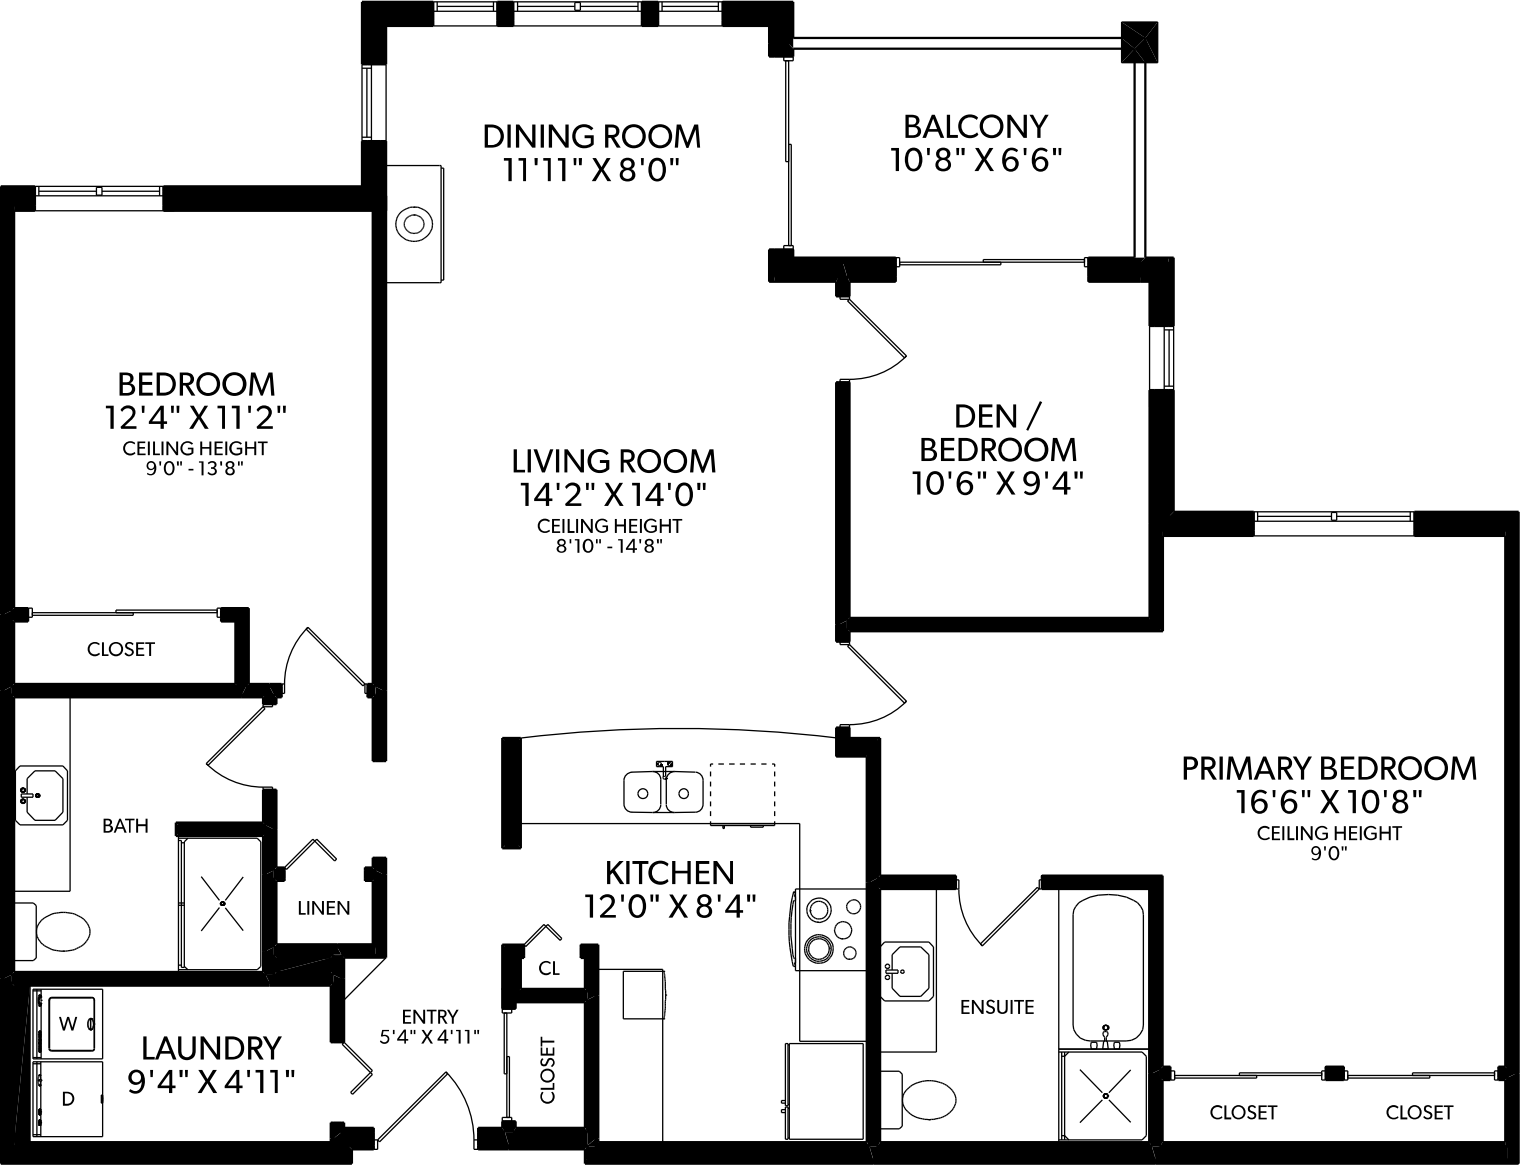 DINING ROOM
11'11" X 8'0"
BALCONY
10'8" X 6'6"
BEDROOM
12'4" X 11'2"
CEILING HEIGHT
9'0" - 13'8"
LIVING ROOM
14'2" X 14'0"
CEILING HEIGHT
8'10" - 14'8"
DEN /
BEDROOM
10'6" X 9'4"
CLOSET
PRIMARY BEDROOM
16'6" X 10'8"
CEILING HEIGHT
9'0"
BATH
LINEN
KITCHEN
12'0" X 8'4"
CL
ENTRY
5'4" X 4'11"
CLOSET
ENSUITE
W
D
LAUNDRY
9'4" X 4'11"
CLOSET
CLOSET